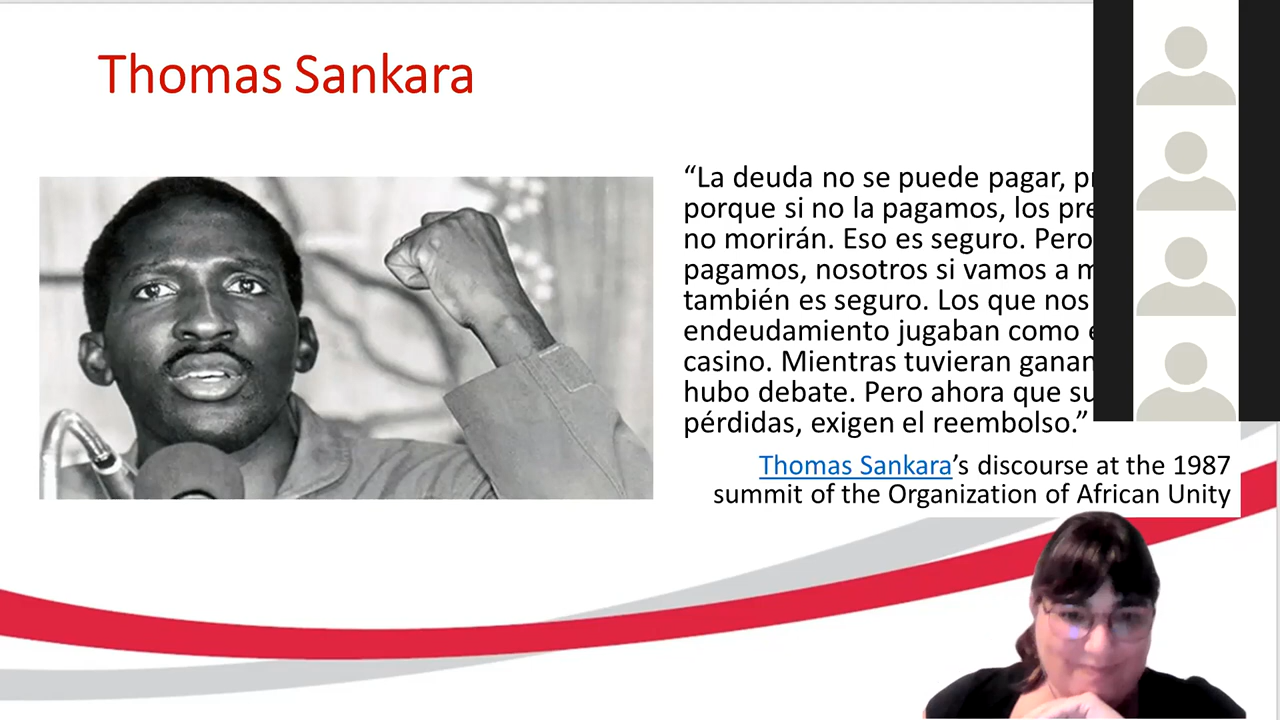 Thomas Sankara
“La deuda no se puede pagar,
porque si no la pagamos, los
no morirán. Eso es seguro. Pero
pagamos, nosotros si vamos a
también es seguro. Los que nos
endeudamiento jugaban como
casino. Mientras tuvieran
hubo debate. Pero ahora que
pérdidas, exigen el reembolso.”
Thomas Sankara’s discourse at the 1987
summit of the Organization of African Unity